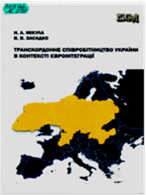 Н. А. МІКУЛА
В. В. ЗАСАДКО
ТРАНСКОРДОННЕ СПІВРОБІТНИЦТВО УКРАЇНИ
В КОНТЕКСТІ ЄВРОІНТЕГРАЦІЇ